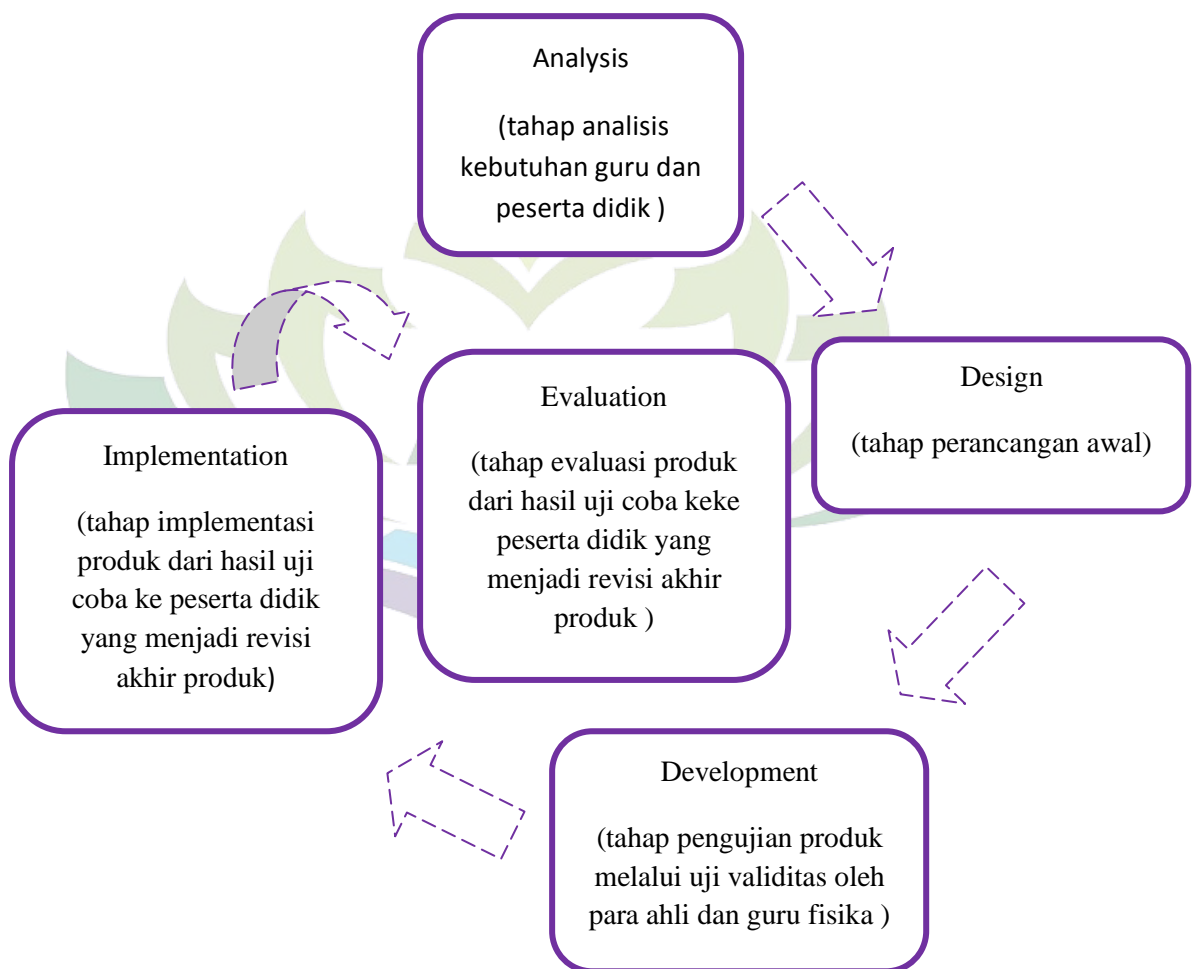 Analysis
(tahap analisis
kebutuhan guru dan
peserta didik )
Design
(tahap perancangan awal)
Evaluation
(tahap evaluasi produk
dari hasil uji coba keke
peserta didik yang
menjadi revisi akhir
produk )
Implementation
(tahap implementasi
produk dari hasil uji
coba ke peserta didik
yang menjadi revisi
akhir produk)
Development
(tahap pengujian produk
melalui uji validitas oleh
para ahli dan guru fisika )